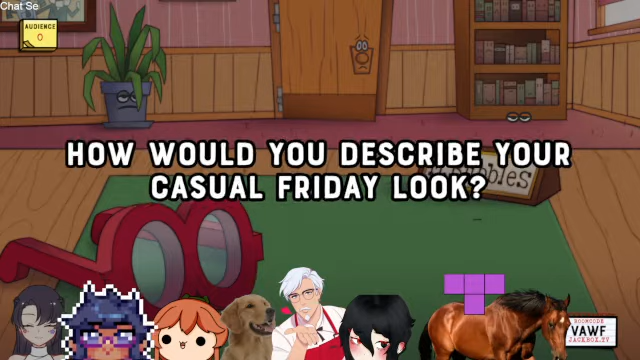 Chat Se
AUDIENCE
0
HOW WOULD YOU DESCRIBE YOUR
CASUAL FRIDAY LOOK?
ROOMCODE
VAWF
JACKBOX.TV